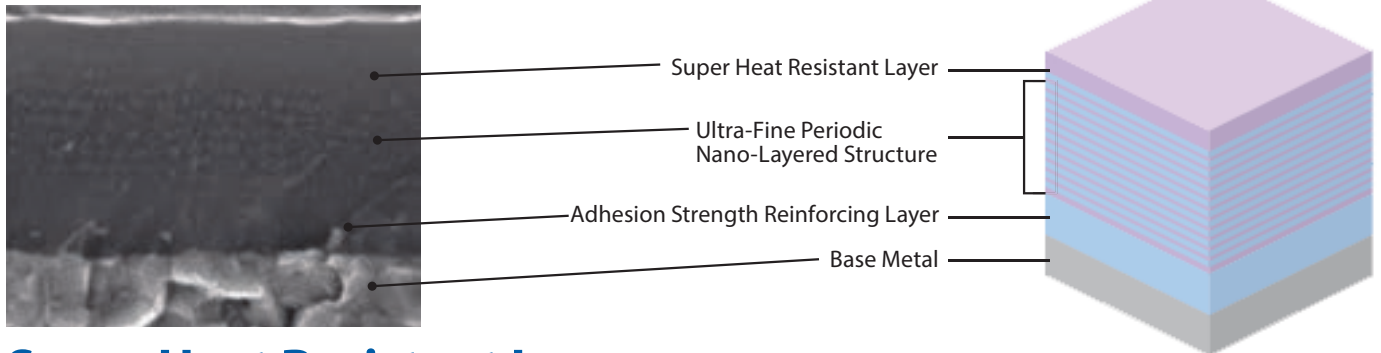 Super Heat Resistant Layer
Ultra-Fine Periodic
Nano-Layered Structure
Adhesion Strength Reinforcing Layer
Base Metal